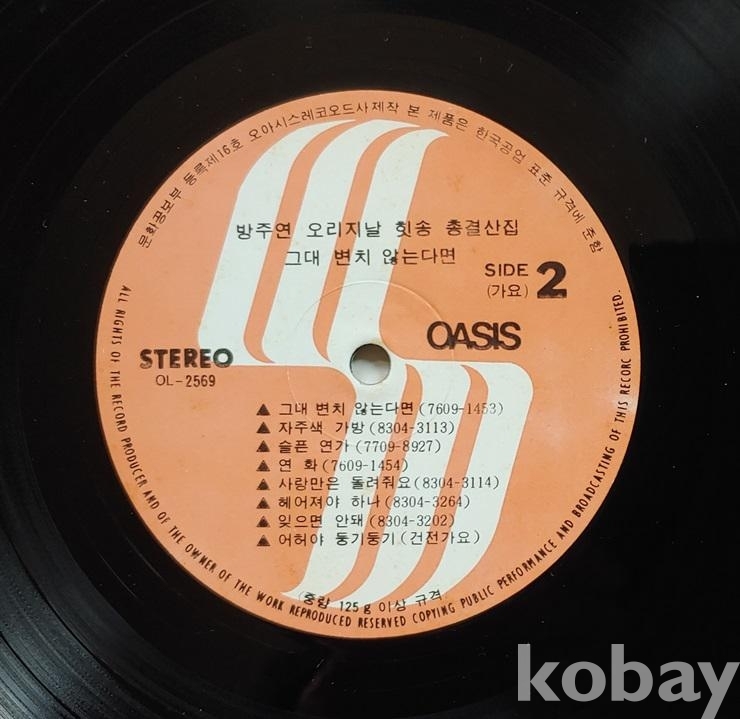 문화공보부 등록제16호 오아시스레코오드사제작 본 제품은 한국공업 표준 규격에 준함
방주연 오리지날 힛송 총결산집
그대 변치 않는다면
SIDE 2
(가요)
OASIS
STEREO
OL-2569
▲ 그대 변치 않는다면(7609-1453)
▲ 자주색 가방(8304-3113)
▲ 슬픈 연가(7709-8927)
▲ 연 화(7609-1454)
▲ 사랑만은 돌려줘요(8304-3114)
▲ 헤어져야 하나(8304-3264)
▲ 잊으면 안돼(8304-3202)
▲ 어허야 둥기둥기(건전가요)
(중량 125g 이상 규격
ALL RIGHTS OF THE RECORD PRODUCER AND OF THE OWNER OF THE WORK REPRODUCED RESERVED COPYING PUBLIC PERFORMANCE AND BROADCASTING OF THIS RECORC PROHIBITED.
kobay